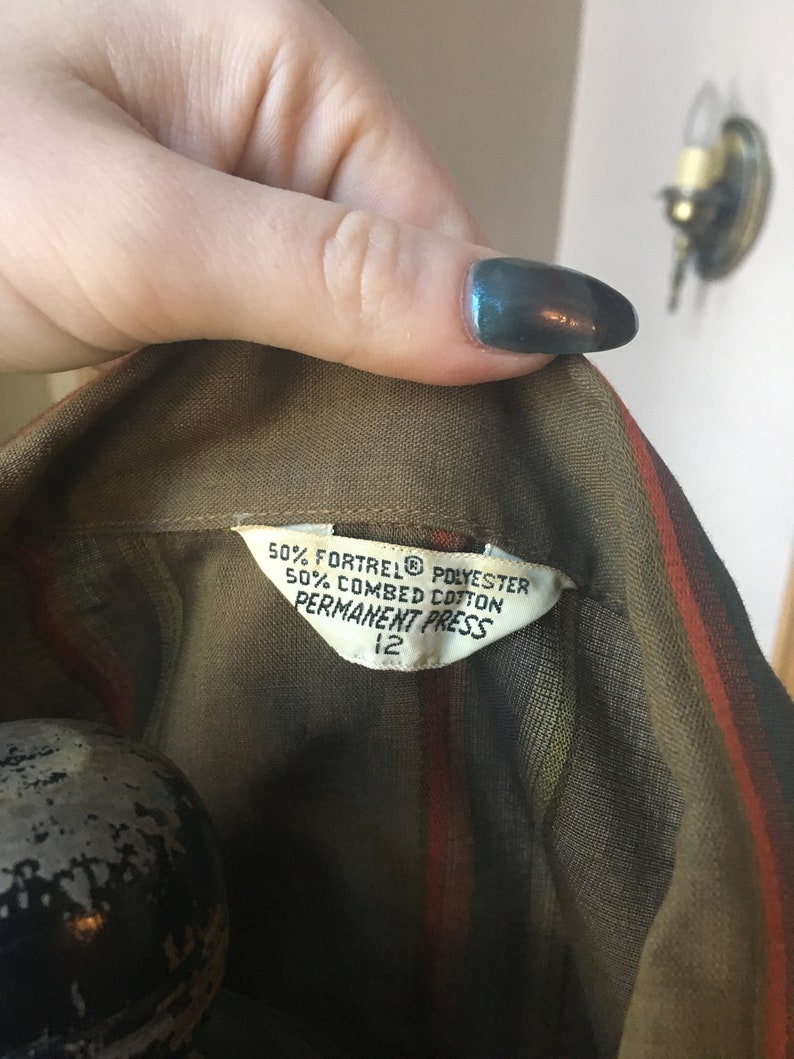 50% FORTREL® POLYESTER
50% COMBED COTTON
PERMANENT PRESS
12